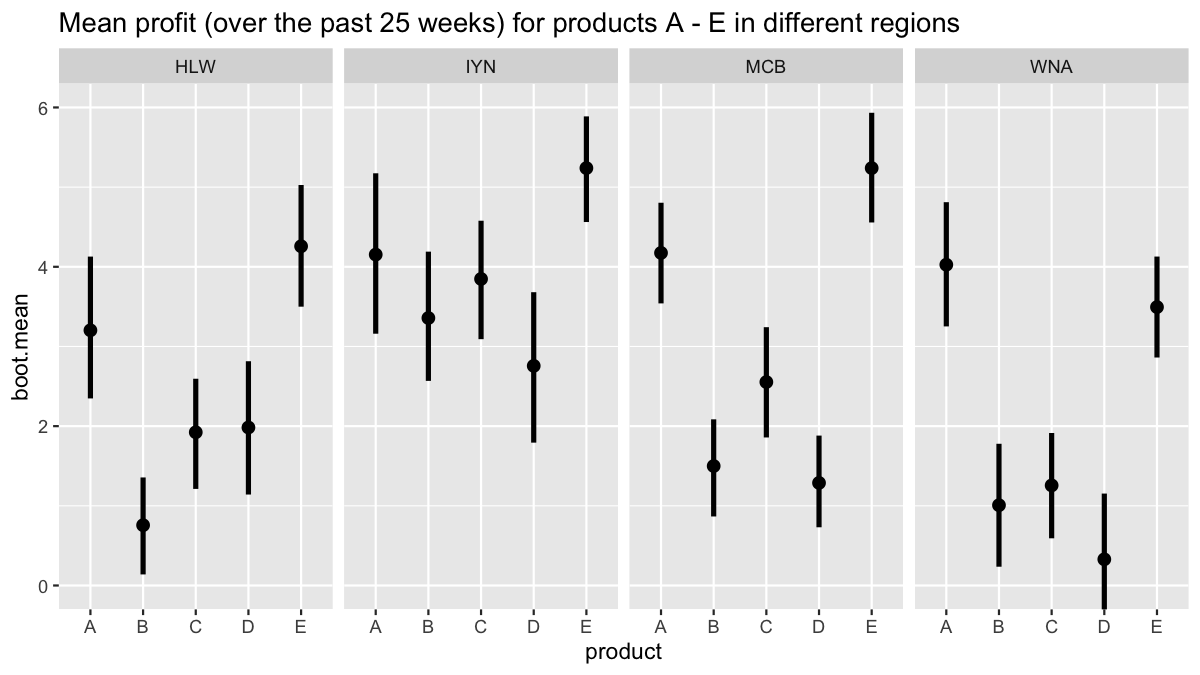 Mean profit (over the past 25 weeks) for products A - E in different regions
HLW IYN MCB WNA
6
4
2
0
boot.mean
A B C D E A B C D E A B C D E A B C D E
product